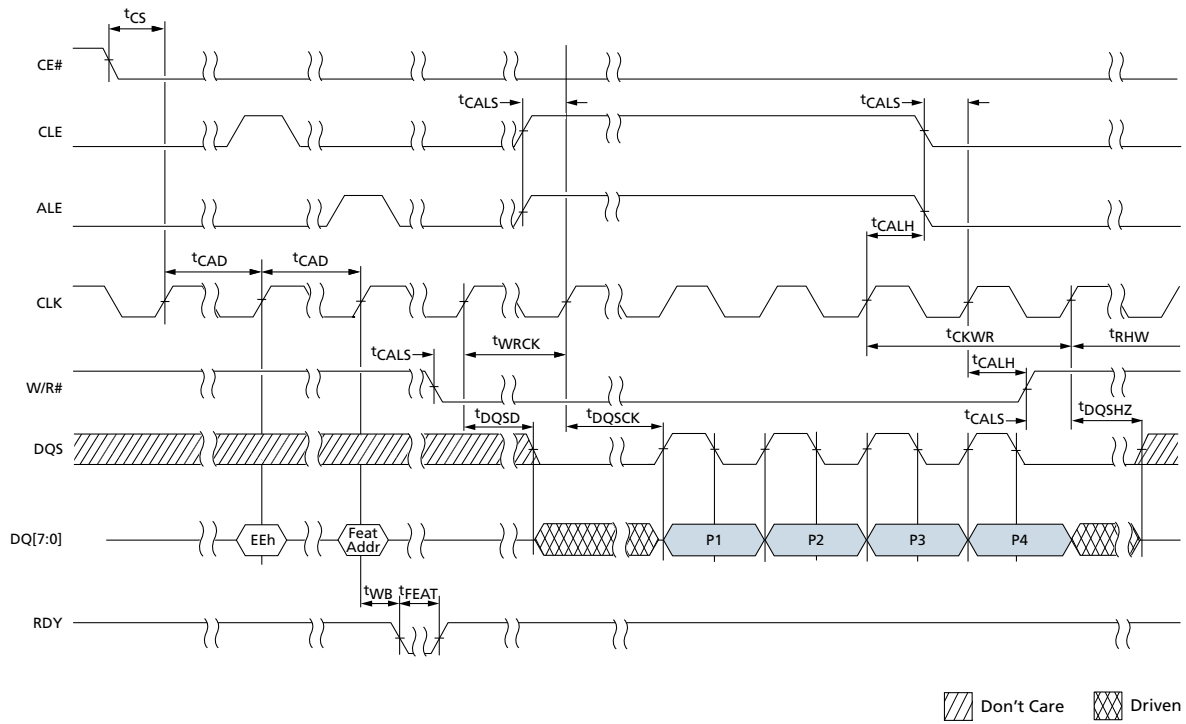 tCS
CE#
tCALS tCALS
CLE
ALE
tCALH
tCAD tCAD
CLK
tWRCK tCKWR tRHW
tCALS tCALH
W/R#
tDQSD tDQSCK tCALS tDQSHZ
DQS
DQ[7:0] EEh Feat Addr P1 P2 P3 P4
tWB tFEAT
RDY
Don't Care Driven